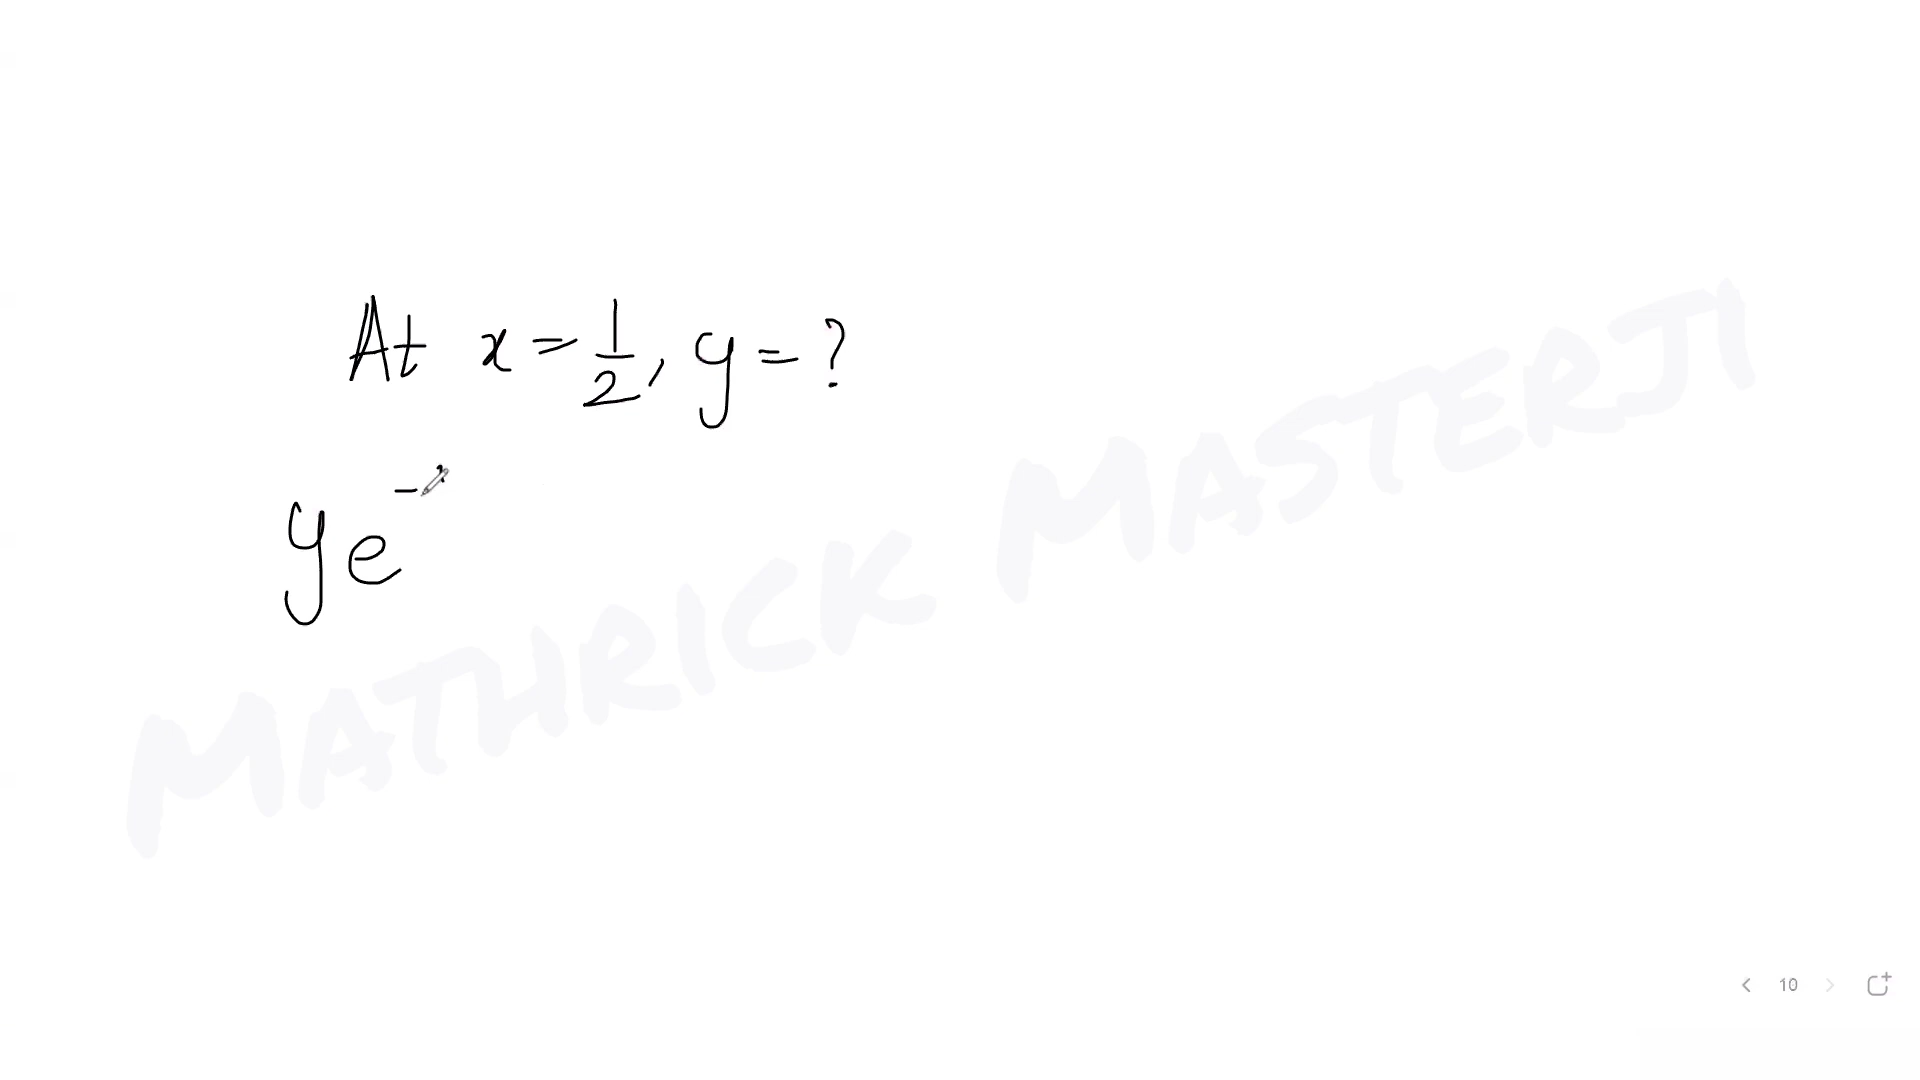 At x = 1/2, y = ?
ye^-
MATHRICK MASTERJI
10